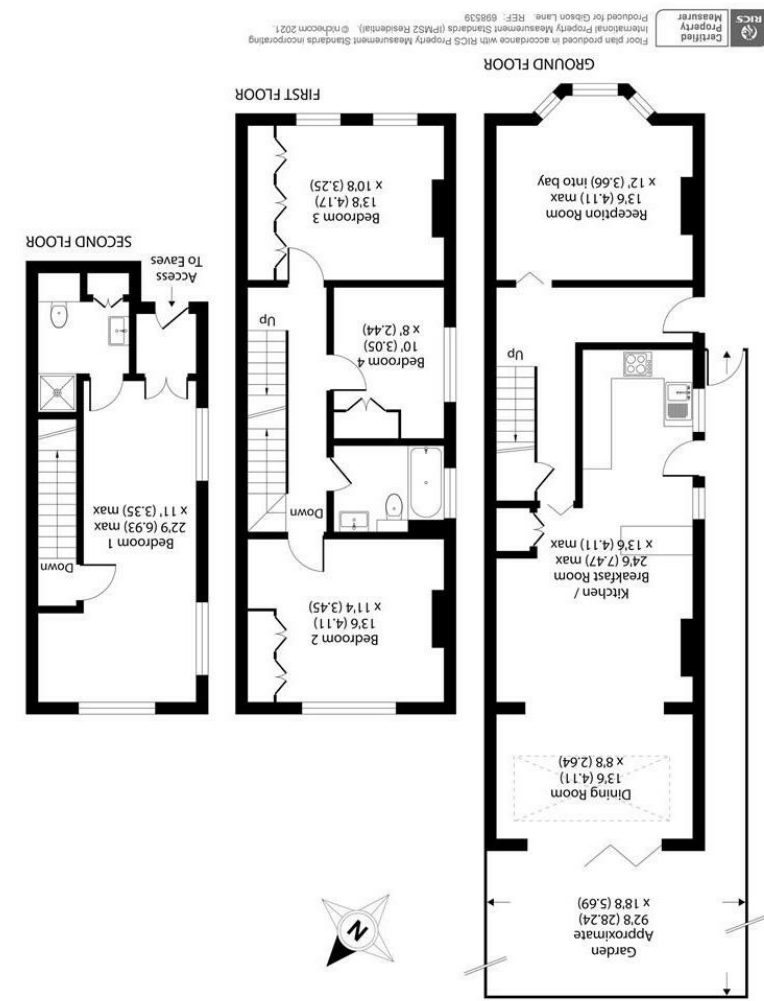 Garden
Approximate
92'8 (28.24)
x 18'8 (5.69)
Dining Room
13'6 (4.11)
x 8'8 (2.64)
Kitchen /
Breakfast Room
24'6 (7.47) max
x 13'6 (4.11) max
Up
Reception Room
13'6 (4.11) max
x 12' (3.66) into bay
GROUND FLOOR
N
Bedroom 2
13'6 (4.11)
x 11'4 (3.45)
Down
Bedroom 4
10' (3.05)
x 8' (2.44)
Up
Bedroom 3
13'8 (4.17)
x 10'8 (3.25)
FIRST FLOOR
Down
Bedroom 1
22'9 (6.93) max
x 11' (3.35) max
Access
To Eaves
SECOND FLOOR
RICS
Certified
Property
Measurer
Floor plan produced in accordance with RICS Property Measurement Standards incorporating
International Property Measurement Standards (IPMS2 Residential). © nichecom 2021.
Produced for Gibson Lane. REF: 698539